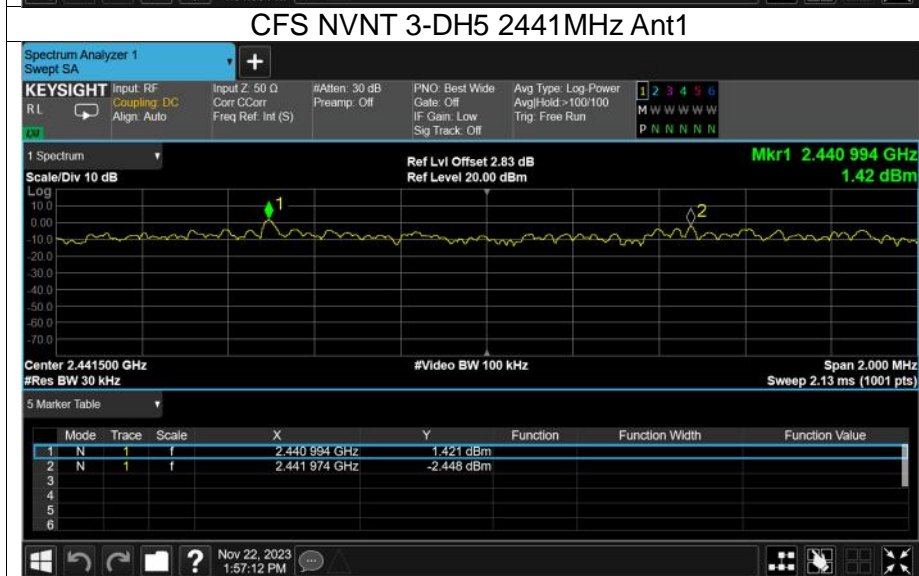 CFS NVNT 3-DH5 2441MHz Ant1
Spectrum Analyzer 1
Swept SA
+
KEYSIGHT Input: RF Input Z: 50 Ω #Atten: 30 dB PNO: Best Wide Avg Type: Log-Power 1 2 3 4 5 6
RL Coupling: DC Corr CCorr Preamp: Off Gate: Off Avg|Hold:>100/100 M W W W W W
Align: Auto Freq Ref: Int (S) IF Gain: Low Trig: Free Run
Sig Track: Off P N N N N N
1 Spectrum Ref Lvl Offset 2.83 dB Mkr1 2.440 994 GHz
Scale/Div 10 dB Ref Level 20.00 dBm 1.42 dBm
Log
10.0
0.00
-10.0
-20.0
-30.0
-40.0
-50.0
-60.0
-70.0
1
2
Center 2.441500 GHz #Video BW 100 kHz Span 2.000 MHz
#Res BW 30 kHz Sweep 2.13 ms (1001 pts)
5 Marker Table
Mode Trace Scale X Y Function Function Width Function Value
1 N 1 f 2.440 994 GHz 1.421 dBm
2 N 1 f 2.441 974 GHz -2.448 dBm
3
4
5
6
? Nov 22, 2023
1:57:12 PM